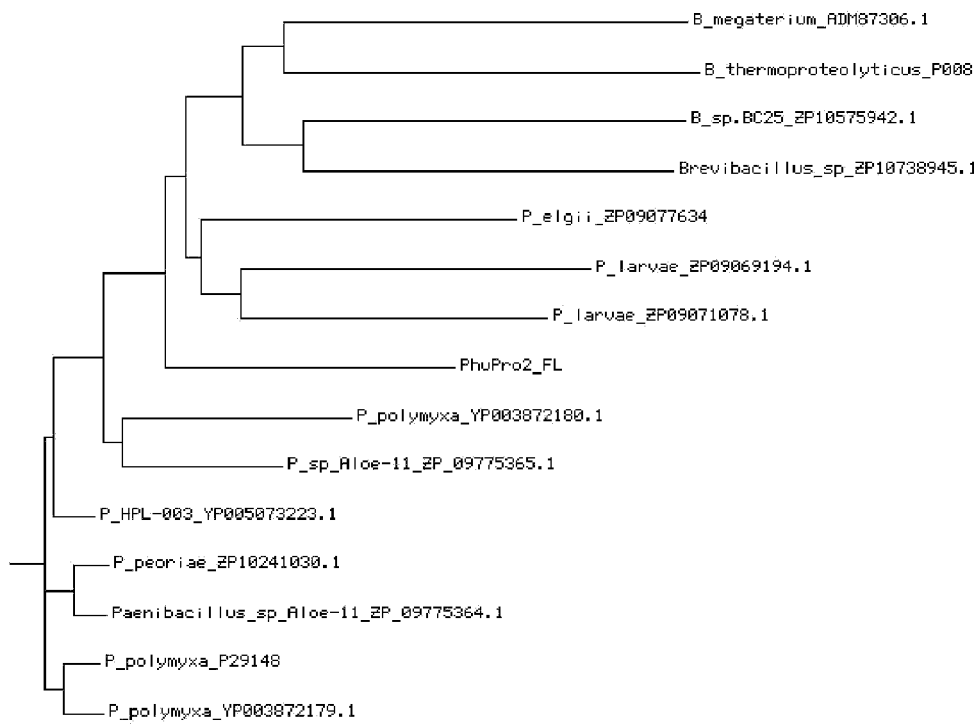 B_megaterium_ADM87306.1
B_thermoproteolyticus_P008
B_sp.BC25_ZP10575942.1
Brevibacillus_sp_ZP10738945.1
P_elgii_ZP09077634
P_larvae_ZP09069194.1
P_larvae_ZP09071078.1
PhuPro2_FL
P_polymyxa_YP003872180.1
P_sp_Aloe-11_ZP_09775365.1
P_HPL-003_YP005073223.1
P_peoriae_ZP10241030.1
Paenibacillus_sp_Aloe-11_ZP_09775364.1
P_polymyxa_P29148
P_polymyxa_YP003872179.1